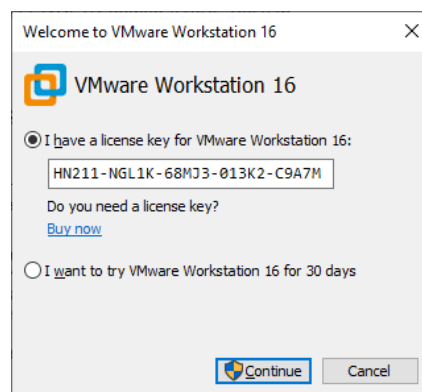 Welcome to VMware Workstation 16
VMware Workstation 16
I have a license key for VMware Workstation 16:
HN211-NGL1K-68MJ3-013K2-C9A7M
Do you need a license key?
Buy now
I want to try VMware Workstation 16 for 30 days
Continue Cancel